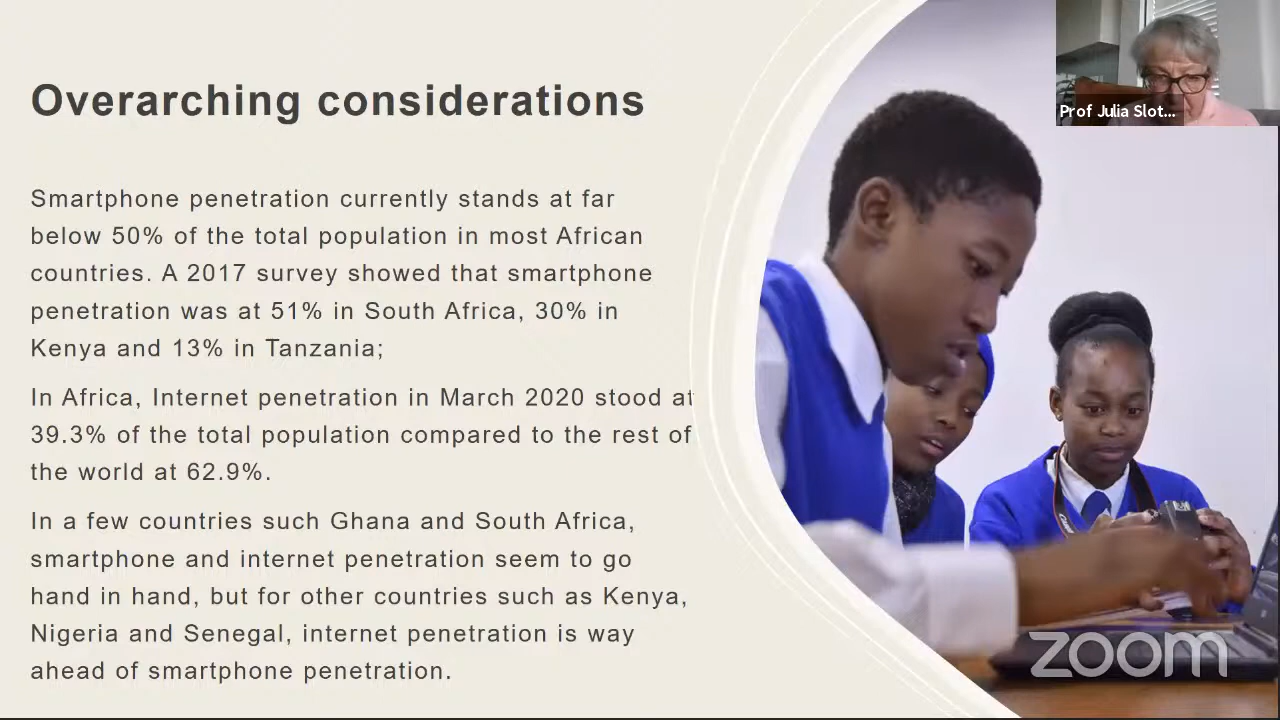 Overarching considerations
Smartphone penetration currently stands at far
below 50% of the total population in most African
countries. A 2017 survey showed that smartphone
penetration was at 51% in South Africa, 30% in
Kenya and 13% in Tanzania;
In Africa, Internet penetration in March 2020 stood at
39.3% of the total population compared to the rest of
the world at 62.9%.
In a few countries such Ghana and South Africa,
smartphone and internet penetration seem to go
hand in hand, but for other countries such as Kenya,
Nigeria and Senegal, internet penetration is way
ahead of smartphone penetration.
Prof Julia Slot...
Canon
zoom